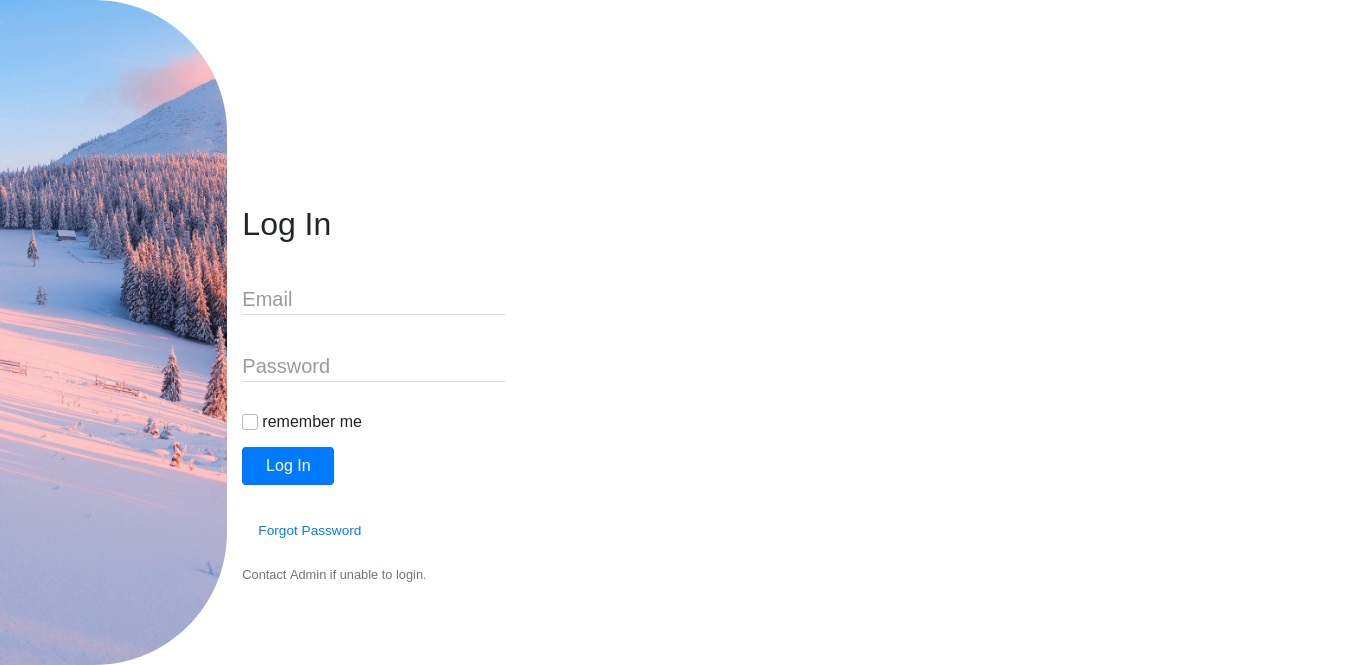 Log In
Email
Password
remember me
Log In
Forgot Password
Contact Admin if unable to login.